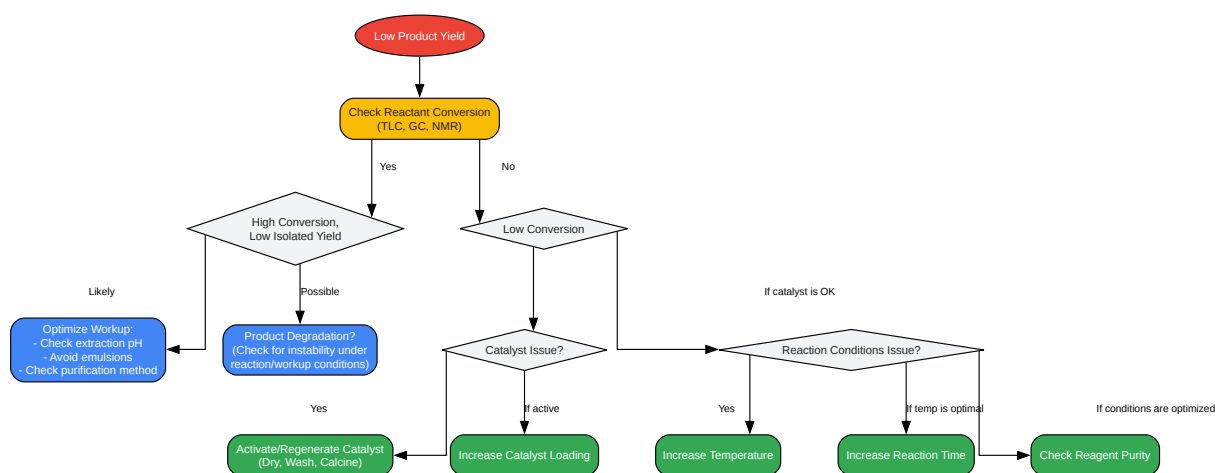 Low Product Yield
Check Reactant Conversion
(TLC, GC, NMR)
Yes
No
High Conversion,
Low Isolated Yield
Low Conversion
Likely
Possible
If catalyst is OK
Optimize Workup:
- Check extraction pH
- Avoid emulsions
- Check purification method
Product Degradation?
(Check for instability under
reaction/workup conditions)
Catalyst Issue?
Reaction Conditions Issue?
Yes
If active
Yes
If temp is optimal
If conditions are optimized
Activate/Regenerate Catalyst
(Dry, Wash, Calcine)
Increase Catalyst Loading
Increase Temperature
Increase Reaction Time
Check Reagent Purity